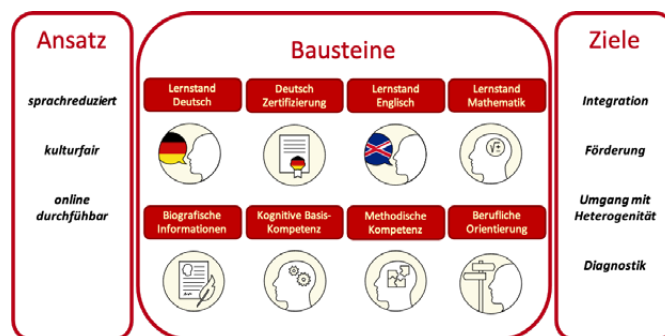 Ansatz
sprachreduziert
kulturfair
online
durchfühbar
Bausteine
Lernstand
Deutsch
Deutsch
Zertifizierung
Lernstand
Englisch
Lernstand
Mathematik
Biografische
Informationen
Kognitive Basis-
Kompetenz
Methodische
Kompetenz
Berufliche
Orientierung
Ziele
Integration
Förderung
Umgang mit
Heterogenität
Diagnostik